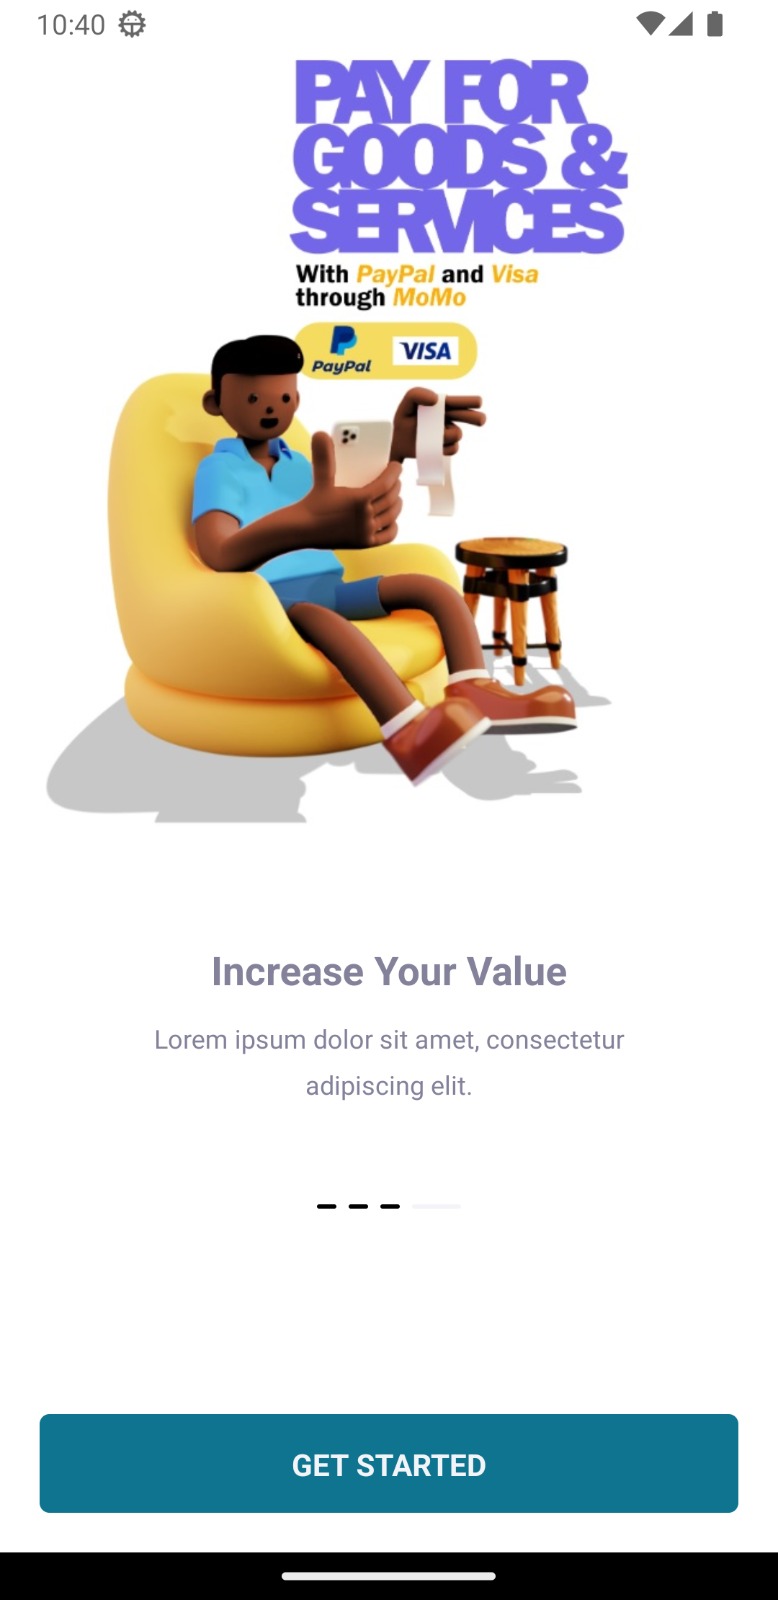 10:40
PAY FOR
GOODS &
SERVICES
With PayPal and Visa
through MoMo
PayPal VISA
Increase Your Value
Lorem ipsum dolor sit amet, consectetur
adipiscing elit.
GET STARTED